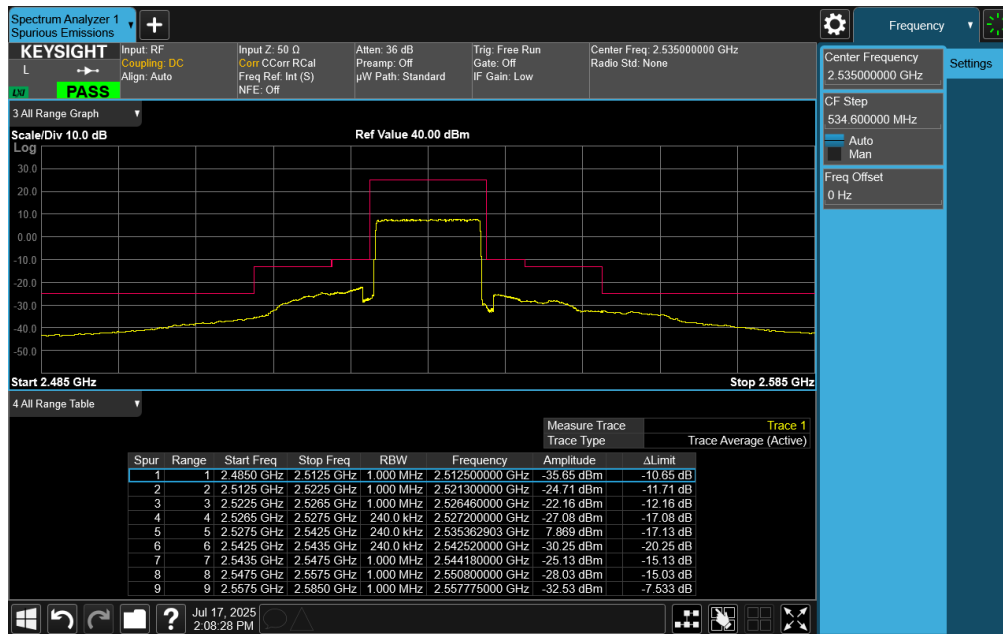 Spectrum Analyzer 1
Spurious Emissions
Frequency
KEYSIGHT
L
LXI
PASS
Input: RF
Coupling: DC
Align: Auto
Input Z: 50 Ω
Corr CCorr RCal
Freq Ref: Int (S)
NFE: Off
Atten: 36 dB
Preamp: Off
µW Path: Standard
Trig: Free Run
Gate: Off
IF Gain: Low
Center Freq: 2.535000000 GHz
Radio Std: None
Center Frequency
2.535000000 GHz
Settings
CF Step
534.600000 MHz
Auto
Man
Freq Offset
0 Hz
3 All Range Graph
Scale/Div 10.0 dB
Ref Value 40.00 dBm
Log
30.0
20.0
10.0
0.00
-10.0
-20.0
-30.0
-40.0
-50.0
Start 2.485 GHz
Stop 2.585 GHz
4 All Range Table
Measure Trace Trace 1
Trace Type Trace Average (Active)
Spur Range Start Freq Stop Freq RBW Frequency Amplitude ΔLimit
1 1 2.4850 GHz 2.5125 GHz 1.000 MHz 2.512500000 GHz -35.65 dBm -10.65 dB
2 2 2.5125 GHz 2.5225 GHz 1.000 MHz 2.521300000 GHz -24.71 dBm -11.71 dB
3 3 2.5225 GHz 2.5265 GHz 1.000 MHz 2.526460000 GHz -22.16 dBm -12.16 dB
4 4 2.5265 GHz 2.5275 GHz 240.0 kHz 2.527200000 GHz -27.08 dBm -17.08 dB
5 5 2.5275 GHz 2.5425 GHz 240.0 kHz 2.535362903 GHz 7.869 dBm -17.13 dB
6 6 2.5425 GHz 2.5435 GHz 240.0 kHz 2.542520000 GHz -30.25 dBm -20.25 dB
7 7 2.5435 GHz 2.5475 GHz 1.000 MHz 2.544180000 GHz -25.13 dBm -15.13 dB
8 8 2.5475 GHz 2.5575 GHz 1.000 MHz 2.550800000 GHz -28.03 dBm -15.03 dB
9 9 2.5575 GHz 2.5850 GHz 1.000 MHz 2.557775000 GHz -32.53 dBm -7.533 dB
?
Jul 17, 2025
2:08:28 PM